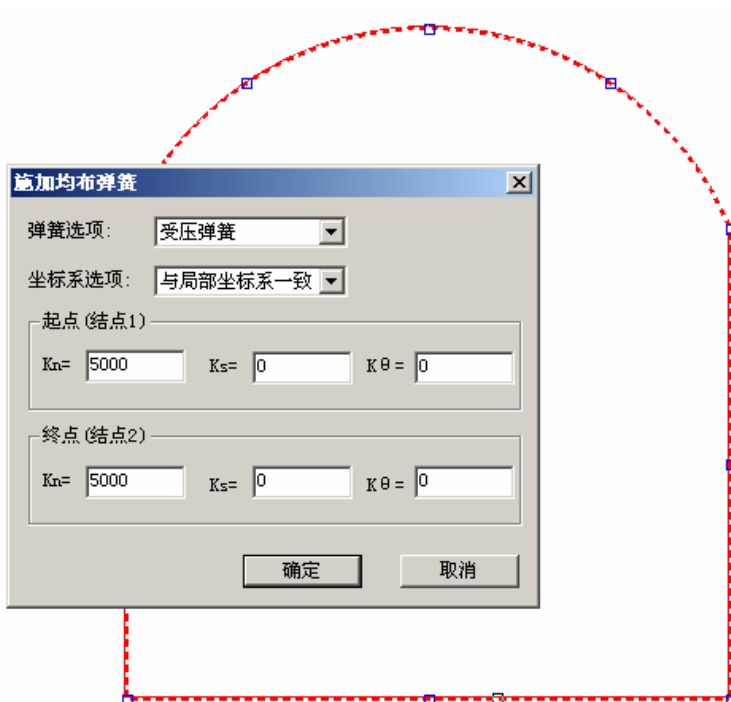 施加均布弹簧
弹簧选项: 受压弹簧
坐标系选项: 与局部坐标系一致
起点(结点1)
Kn= 5000 Ks= 0 Kθ= 0
终点(结点2)
Kn= 5000 Ks= 0 Kθ= 0
确定 取消